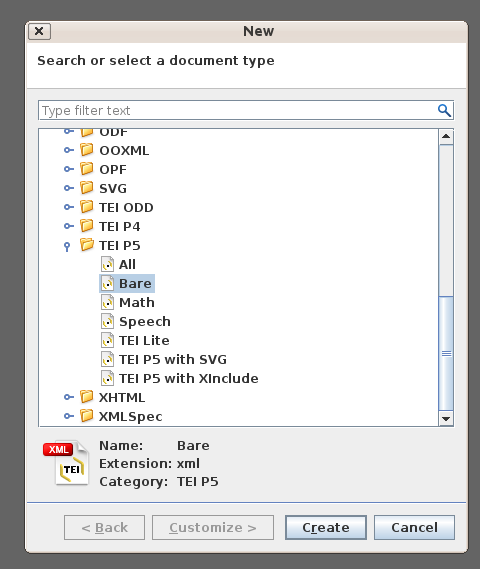 New
Search or select a document type
Type filter text
ODF
OOXML
OPF
SVG
TEI ODD
TEI P4
TEI P5
All
Bare
Math
Speech
TEI Lite
TEI P5 with SVG
TEI P5 with XInclude
XHTML
XMLSpec
XML
TEI
Name: Bare
Extension: xml
Category: TEI P5
< Back
Customize >
Create
Cancel